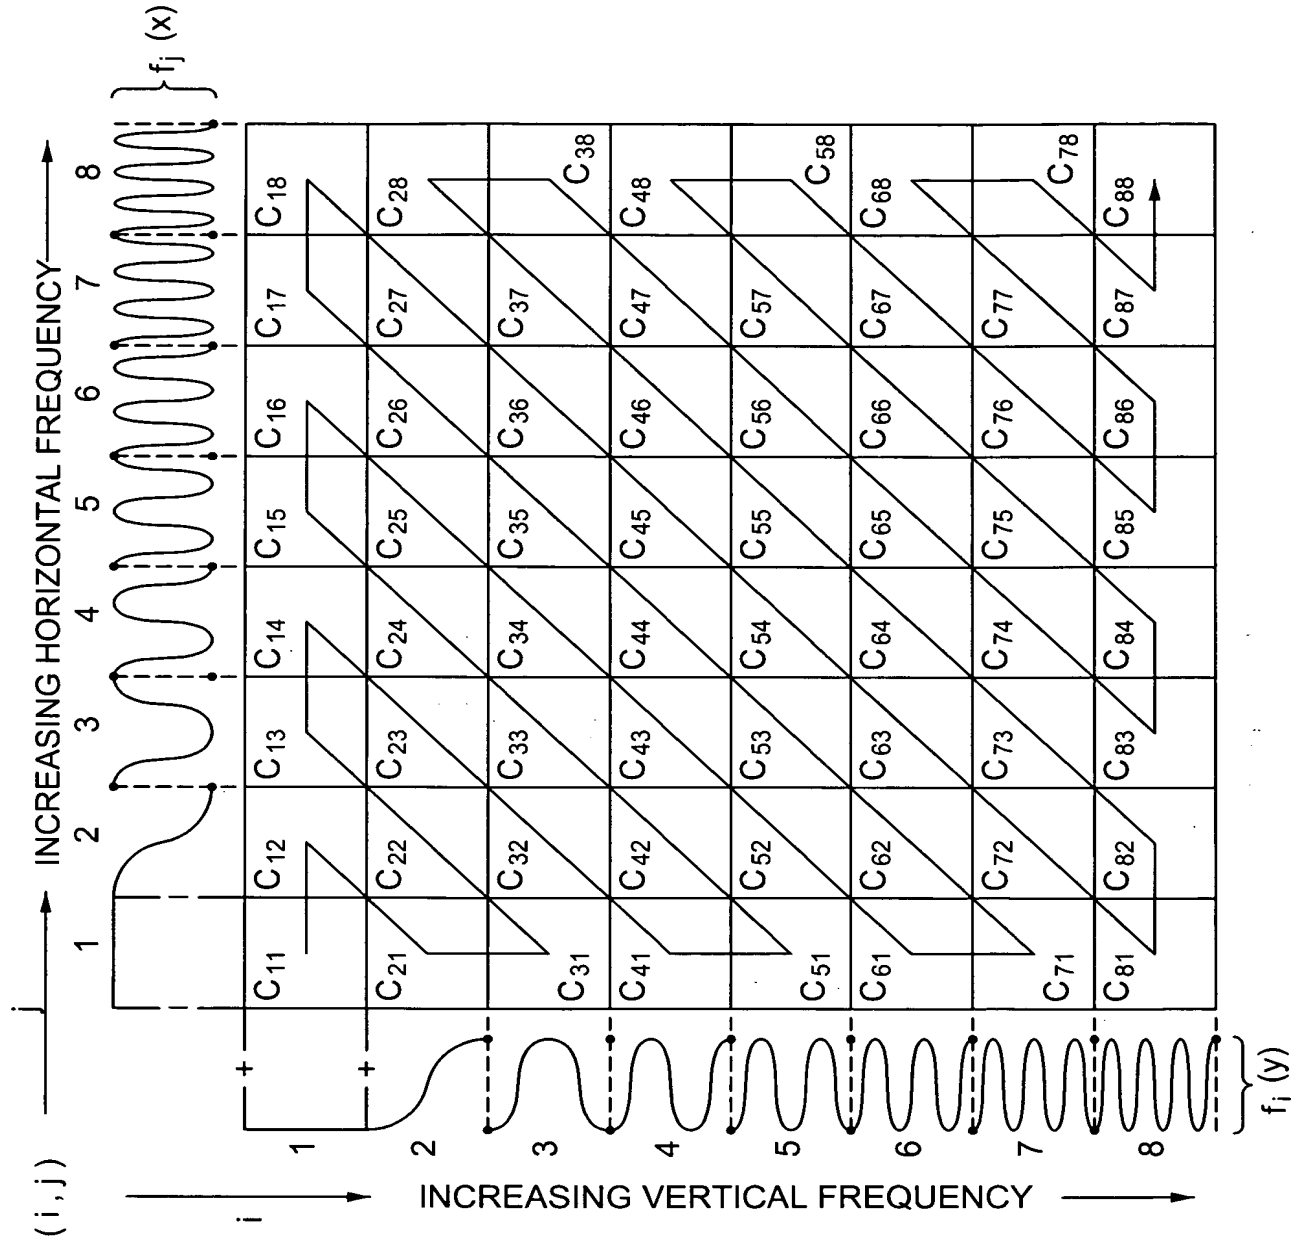 (i, j)
j
INCREASING HORIZONTAL FREQUENCY
1 2 3 4 5 6 7 8
fj (x)
i
INCREASING VERTICAL FREQUENCY
1
2
3
4
5
6
7
8
fi (y)
+ +
C11 C12 C13 C14 C15 C16 C17 C18
C21 C22 C23 C24 C25 C26 C27 C28
C31 C32 C33 C34 C35 C36 C37 C38
C41 C42 C43 C44 C45 C46 C47 C48
C51 C52 C53 C54 C55 C56 C57 C58
C61 C62 C63 C64 C65 C66 C67 C68
C71 C72 C73 C74 C75 C76 C77 C78
C81 C82 C83 C84 C85 C86 C87 C88